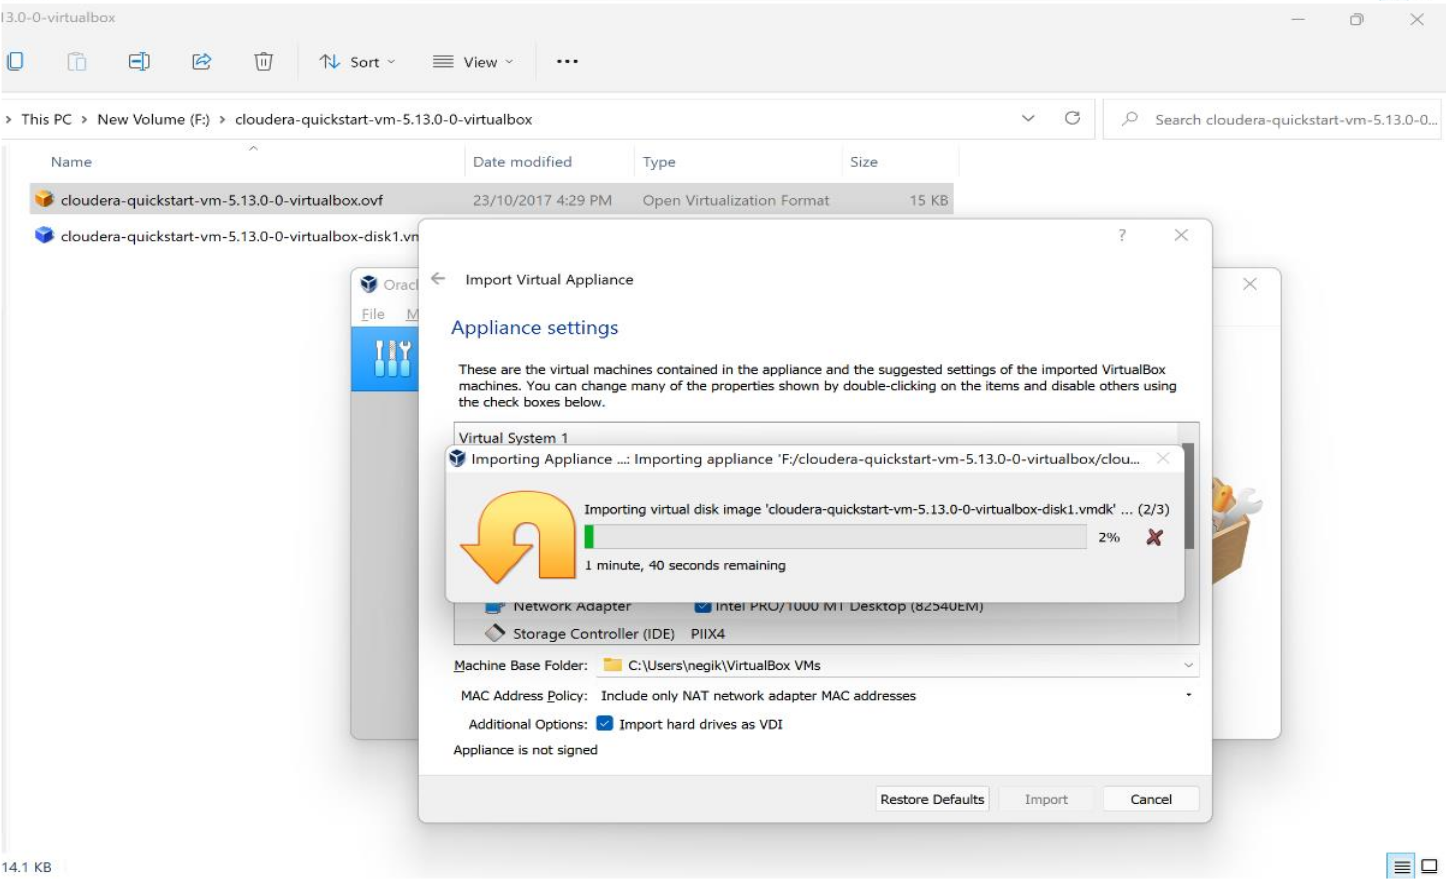 13.0-0-virtualbox
Sort
View
This PC > New Volume (F:) > cloudera-quickstart-vm-5.13.0-0-virtualbox
Search cloudera-quickstart-vm-5.13.0-0...
Name Date modified Type Size
cloudera-quickstart-vm-5.13.0-0-virtualbox.ovf 23/10/2017 4:29 PM Open Virtualization Format 15 KB
cloudera-quickstart-vm-5.13.0-0-virtualbox-disk1.vm
?
Orac
File M
Import Virtual Appliance
Appliance settings
These are the virtual machines contained in the appliance and the suggested settings of the imported VirtualBox
machines. You can change many of the properties shown by double-clicking on the items and disable others using
the check boxes below.
Virtual System 1
Importing Appliance ...: Importing appliance 'F:/cloudera-quickstart-vm-5.13.0-0-virtualbox/clou...
Importing virtual disk image 'cloudera-quickstart-vm-5.13.0-0-virtualbox-disk1.vmdk' ... (2/3)
2%
1 minute, 40 seconds remaining
Network Adapter Intel PRO/1000 MT Desktop (82540EM)
Storage Controller (IDE) PIIX4
Machine Base Folder: C:\Users\negik\VirtualBox VMs
MAC Address Policy: Include only NAT network adapter MAC addresses
Additional Options: Import hard drives as VDI
Appliance is not signed
Restore Defaults Import Cancel
14.1 KB